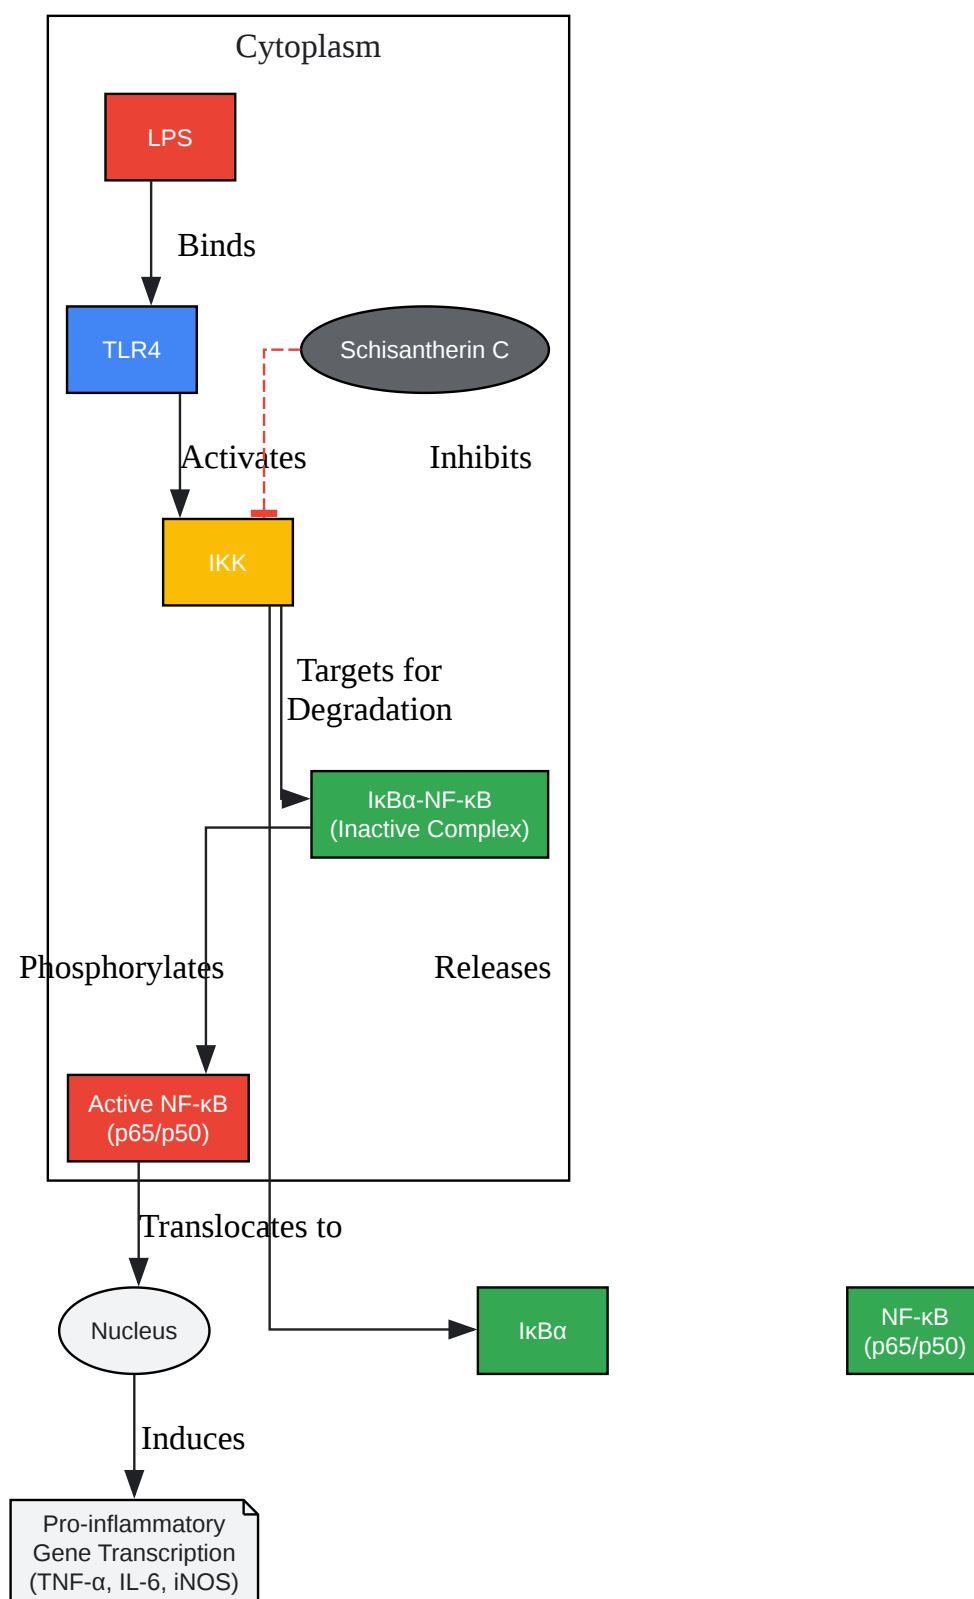 Cytoplasm
LPS
Binds
TLR4
Schisantherin C
Activates
Inhibits
IKK
Targets for
Degradation
IκBα-NF-κB
(Inactive Complex)
Phosphorylates
Releases
Active NF-κB
(p65/p50)
Translocates to
Nucleus
IκBα
NF-κB
(p65/p50)
Induces
Pro-inflammatory
Gene Transcription
(TNF-α, IL-6, iNOS)